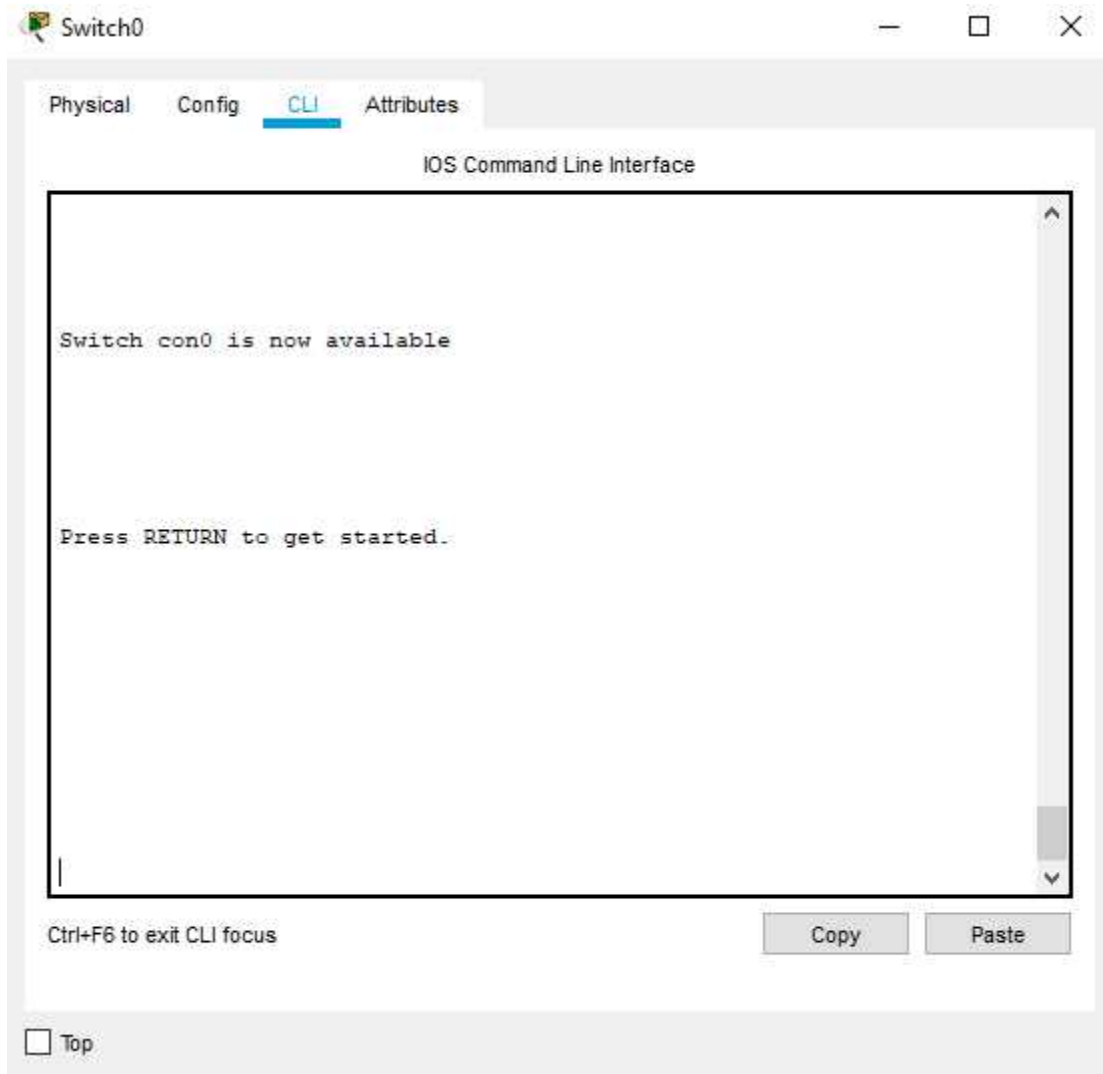 Switch0
Physical Config CLI Attributes
IOS Command Line Interface
Switch con0 is now available
Press RETURN to get started.
Ctrl+F6 to exit CLI focus Copy Paste
Top